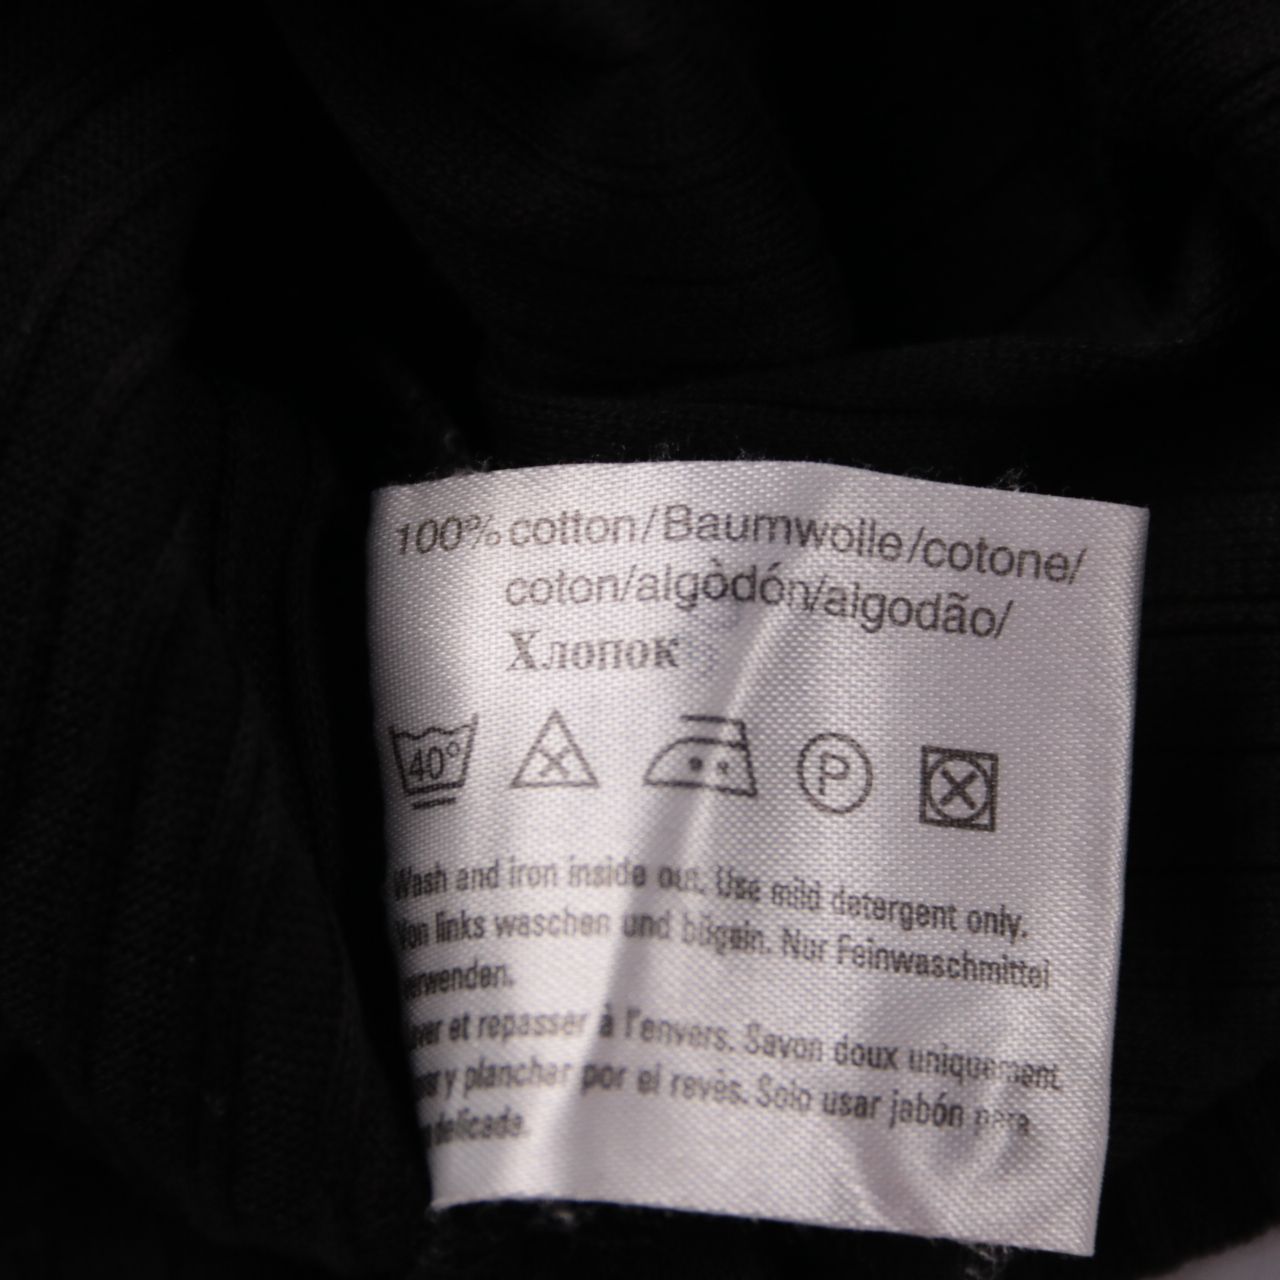 100% cotton/Baumwolle/cotone/
coton/algòdón/algodão/
Хлопок
40°
P
Wash and iron inside out. Use mild detergent only.
Von links waschen und bügeln. Nur Feinwaschmittel
verwenden.
et repasser à l'envers. Savon doux uniquement.
y planchar por el revès. Solo usar jabón para
delicada.